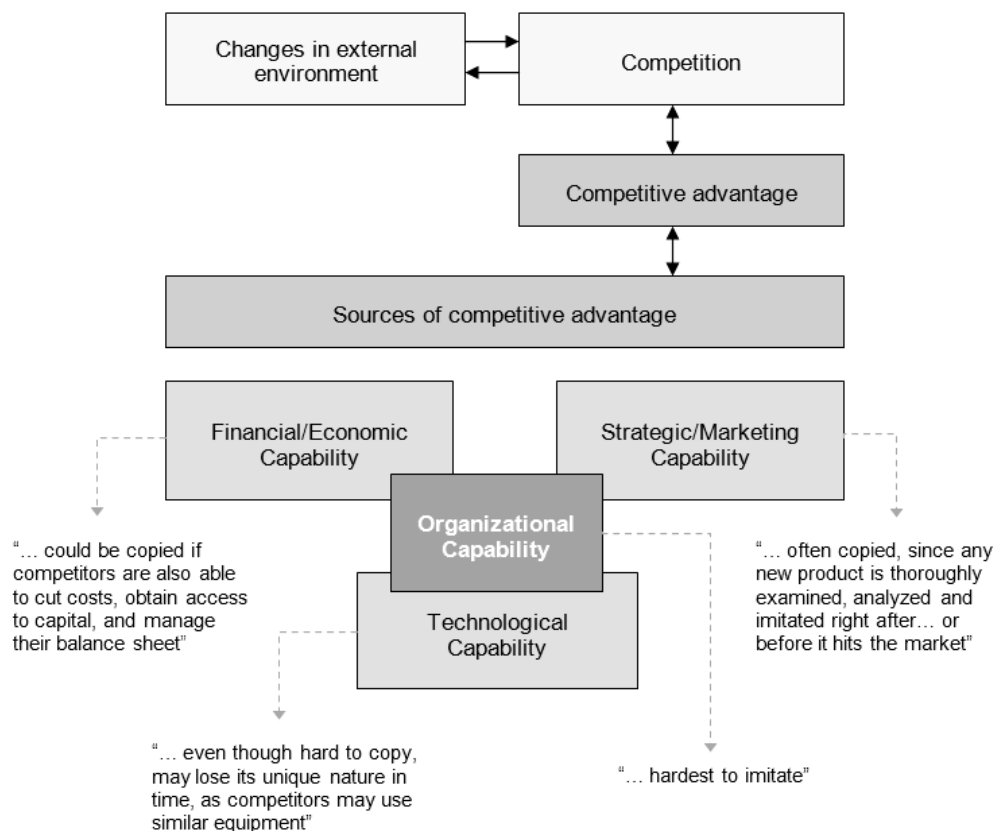 Changes in external
environment
Competition
Competitive advantage
Sources of competitive advantage
Financial/Economic
Capability
Strategic/Marketing
Capability
Organizational
Capability
Technological
Capability
“... could be copied if
competitors are also able
to cut costs, obtain access
to capital, and manage
their balance sheet”
“... often copied, since any
new product is thoroughly
examined, analyzed and
imitated right after... or
before it hits the market”
“... even though hard to copy,
may lose its unique nature in
time, as competitors may use
similar equipment”
“... hardest to imitate”